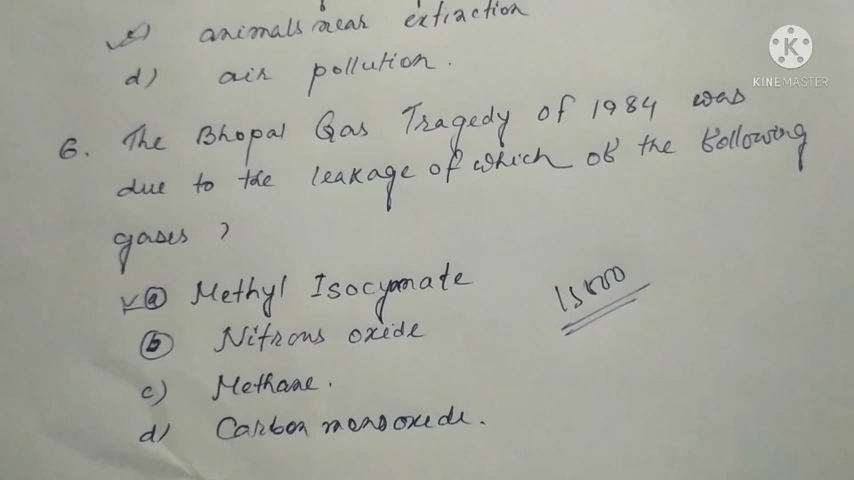 c) animals near extinction
d) air pollution.
KINEMASTER
6. The Bhopal Gas Tragedy of 1984 was
due to the leakage of which of the following
gases ?
a) Methyl Isocyanate
b) Nitrous oxide
c) Methane.
d) Carbon monoxide.